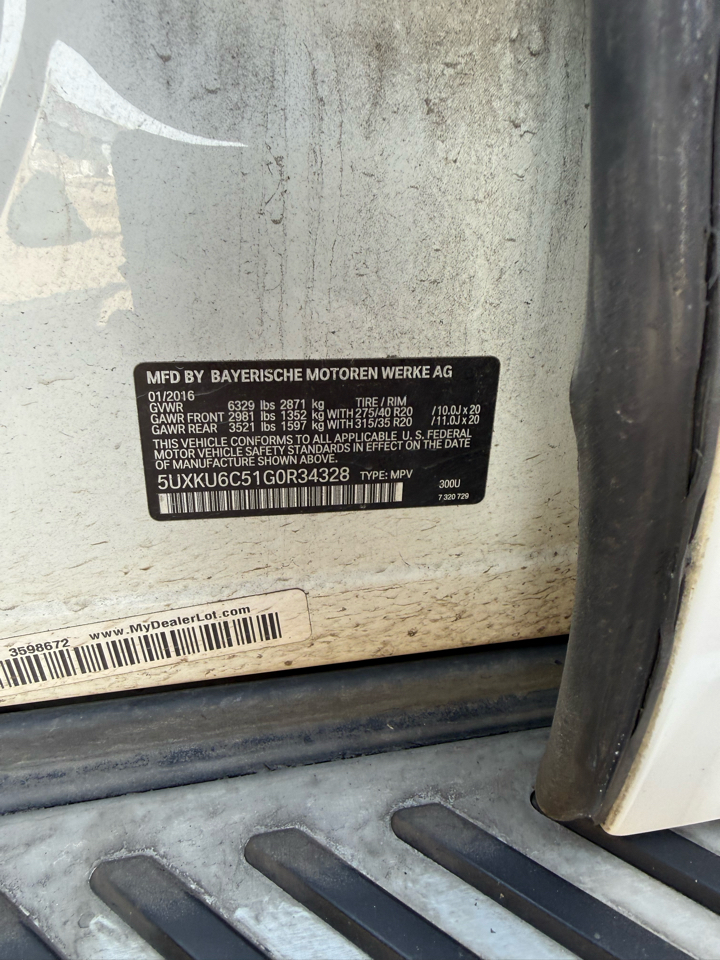 MFD BY BAYERISCHE MOTOREN WERKE AG
01/2016
GVWR 6329 lbs 2871 kg TIRE / RIM
GAWR FRONT 2981 lbs 1352 kg WITH 275/40 R20 /10.0J x 20
GAWR REAR 3521 lbs 1597 kg WITH 315/35 R20 /11.0J x 20
THIS VEHICLE CONFORMS TO ALL APPLICABLE U. S. FEDERAL
MOTOR VEHICLE SAFETY STANDARDS IN EFFECT ON THE DATE
OF MANUFACTURE SHOWN ABOVE.
5UXKU6C51G0R34328 TYPE: MPV 300U
7 320 729
3598672 www.MyDealerLot.com